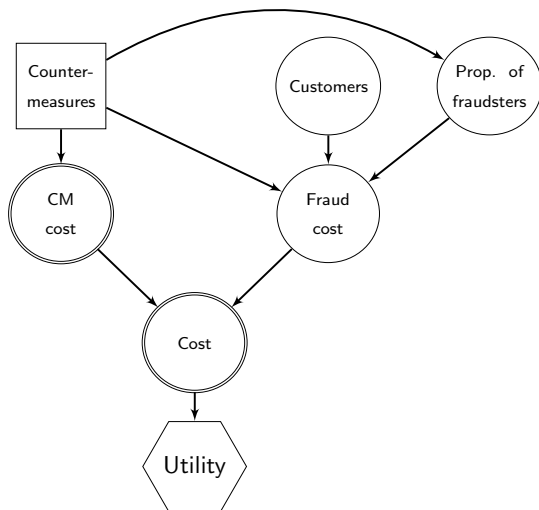 Counter-
measures
Customers
Prop. of
fraudsters
CM
cost
Fraud
cost
Cost
Utility